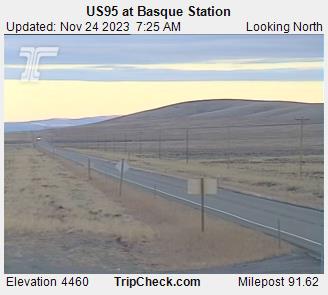 US95 at Basque Station
Updated: Nov 24 2023 7:25 AM Looking North
Elevation 4460 TripCheck.com Milepost 91.62